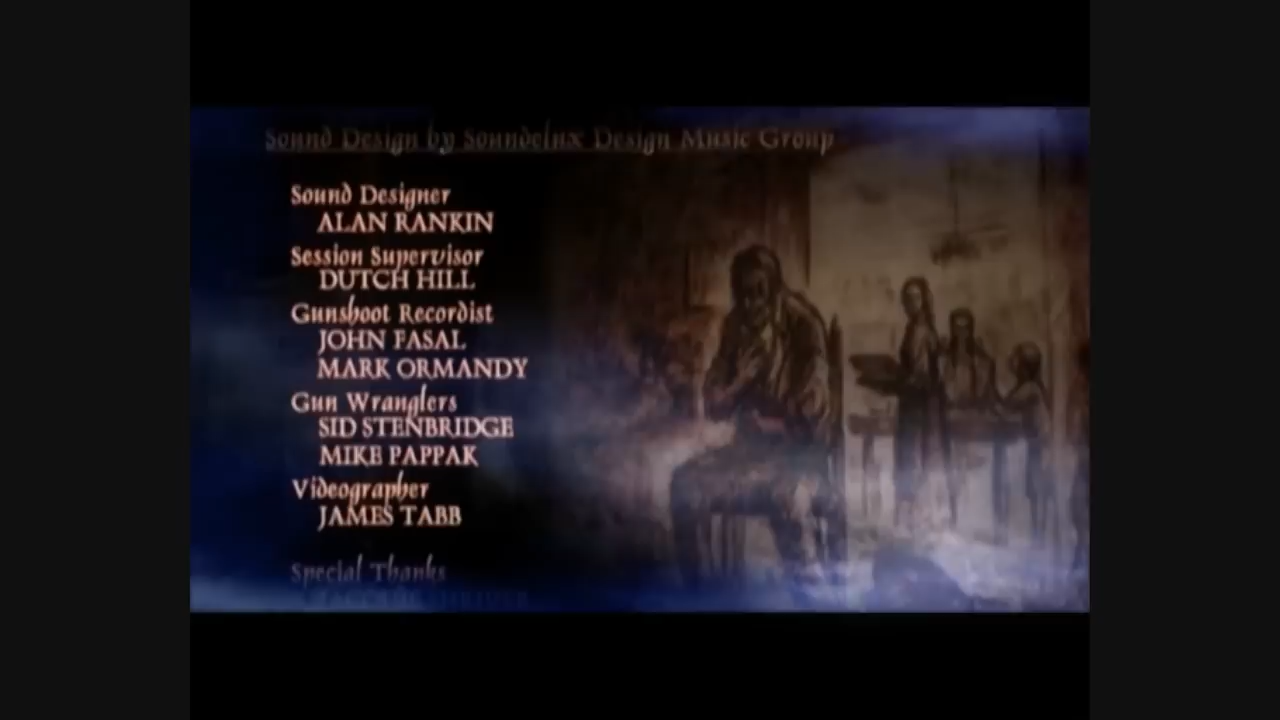 Sound Design by Soundelux Design Music Group
Sound Designer
ALAN RANKIN
Session Supervisor
DUTCH HILL
Gunshoot Recordist
JOHN FASAL
MARK ORMANDY
Gun Wranglers
SID STENBRIDGE
MIKE PAPPAK
Videographer
JAMES TABB
Special Thanks